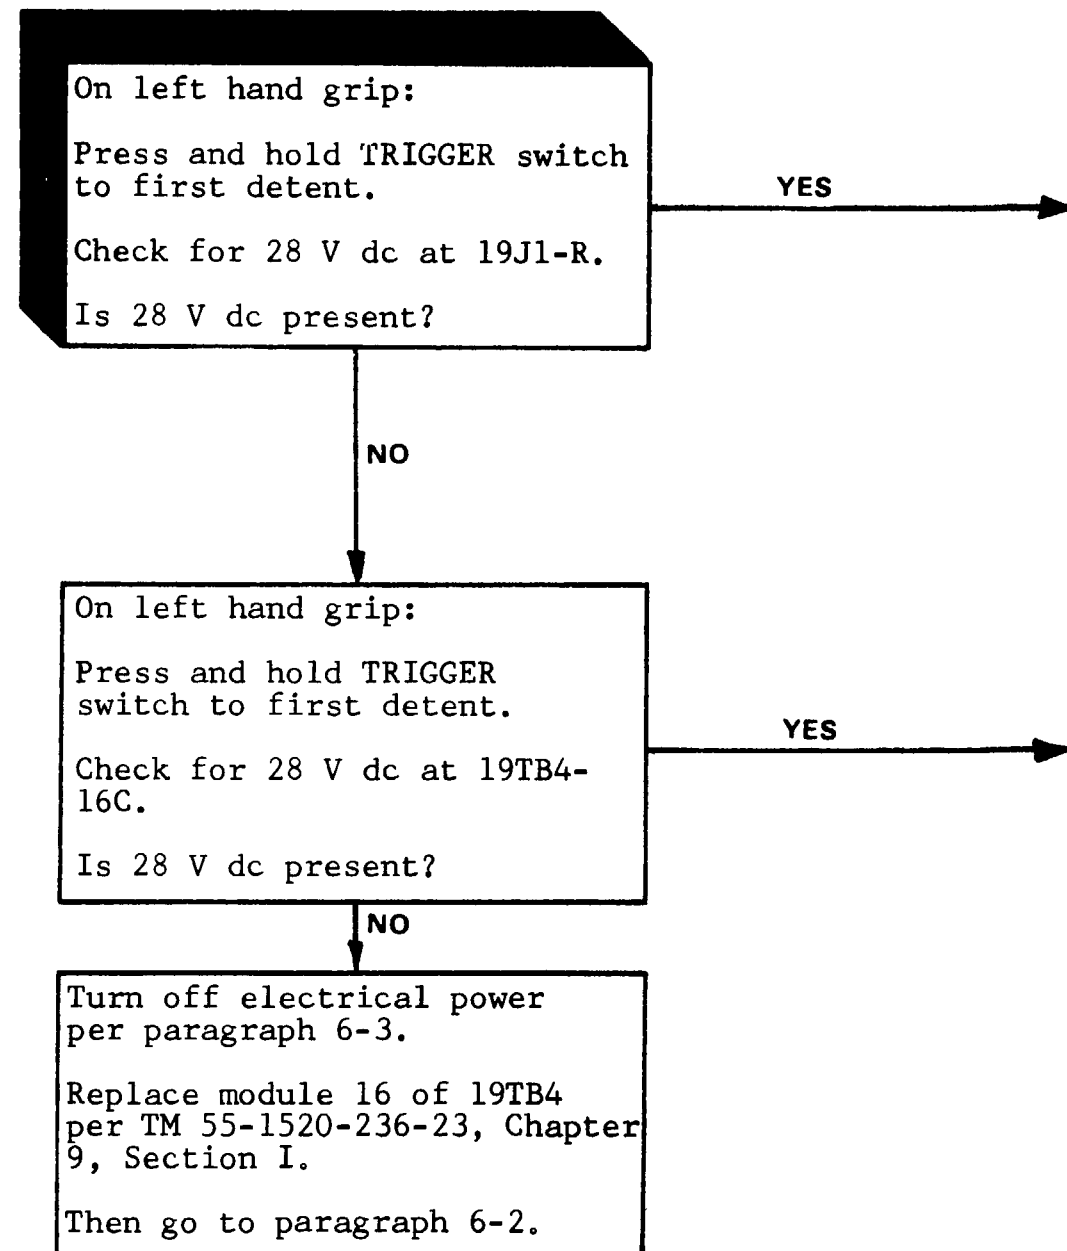 On left hand grip:
Press and hold TRIGGER switch
to first detent.
Check for 28 V dc at 19J1-R.
Is 28 V dc present?
YES
NO
On left hand grip:
Press and hold TRIGGER
switch to first detent.
Check for 28 V dc at 19TB4-
16C.
Is 28 V dc present?
YES
NO
Turn off electrical power
per paragraph 6-3.
Replace module 16 of 19TB4
per TM 55-1520-236-23, Chapter
9, Section I.
Then go to paragraph 6-2.